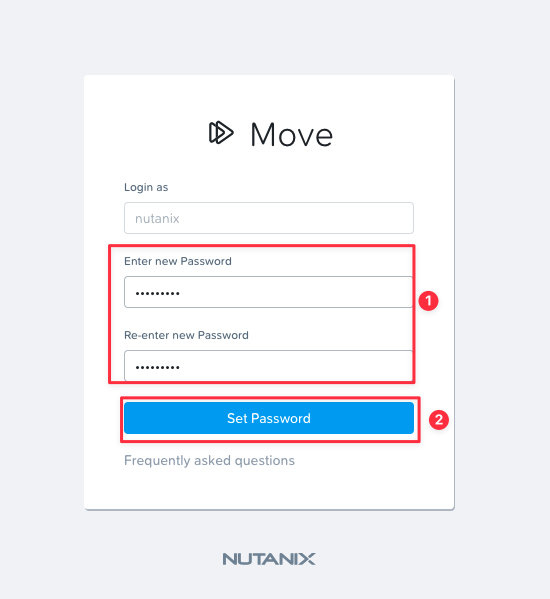 Move
Login as
nutanix
Enter new Password
•••••••••
1
Re-enter new Password
•••••••••
Set Password
2
Frequently asked questions
NUTANIX